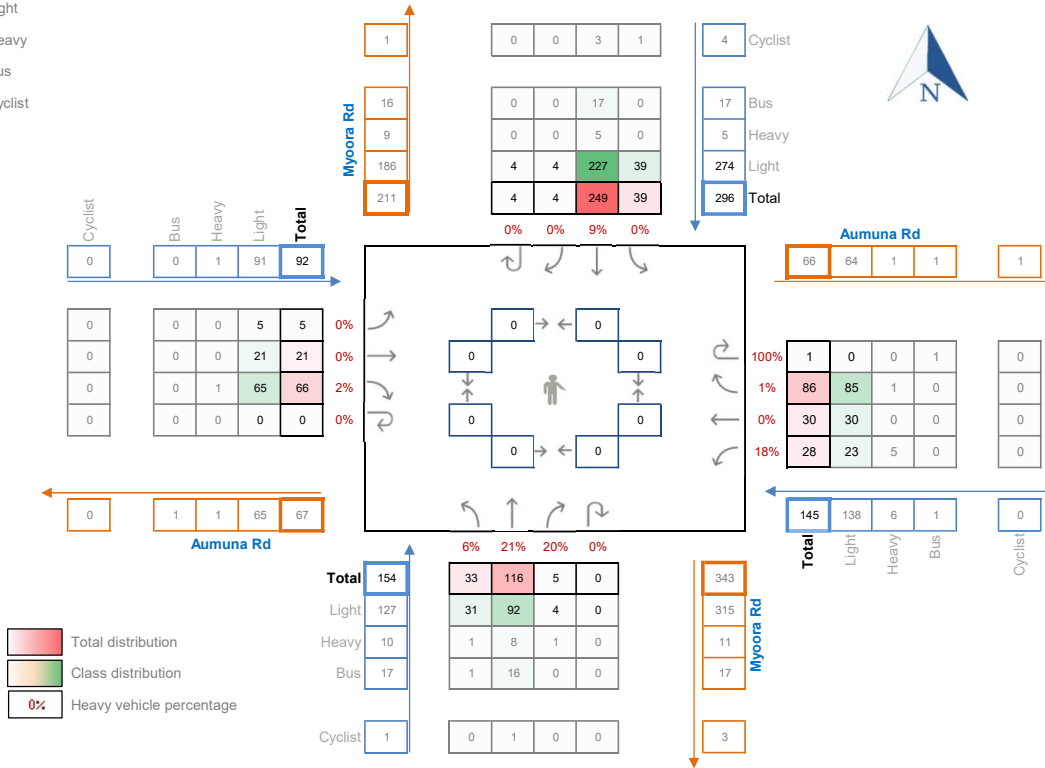 ght
eavy
us
yclist
1 0 0 3 1 4 Cyclist
N
Myoora Rd
16 0 0 17 0 17 Bus
9 0 0 5 0 5 Heavy
186 4 4 227 39 274 Light
211 4 4 249 39 296 Total
0% 0% 9% 0%
Cyclist Bus Heavy Light Total
0 0 1 91 92
Aumuna Rd
66 64 1 1 1
0 0 0 5 5 0%
0 0 0 21 21 0%
0 0 1 65 66 2%
0 0 0 0 0 0%
0 0
0 0
0 0
0 0
100% 1 0 0 1 0
1% 86 85 1 0 0
0% 30 30 0 0 0
18% 28 23 5 0 0
0 1 1 65 67
Aumuna Rd
145 138 6 1 0
Total Light Heavy Bus Cyclist
6% 21% 20% 0%
Total 154 33 116 5 0 343
Light 127 31 92 4 0 315
Heavy 10 1 8 1 0 11
Bus 17 1 16 0 0 17
Myoora Rd
Cyclist 1 0 1 0 0 3
Total distribution
Class distribution
0% Heavy vehicle percentage